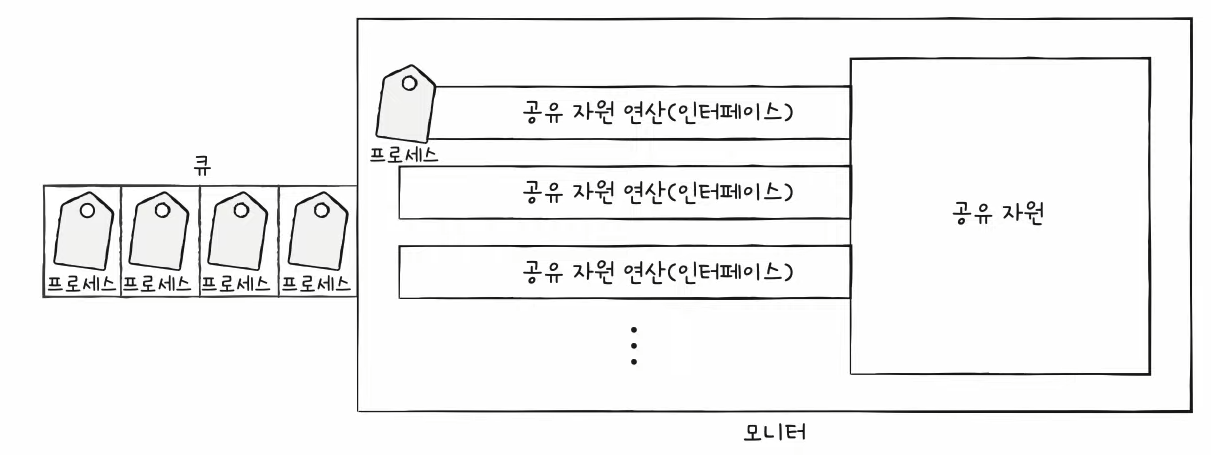 공유 자원 연산(인터페이스)
프로세스
큐
공유 자원 연산(인터페이스)
공유 자원
프로세스 프로세스 프로세스 프로세스
공유 자원 연산(인터페이스)
모니터